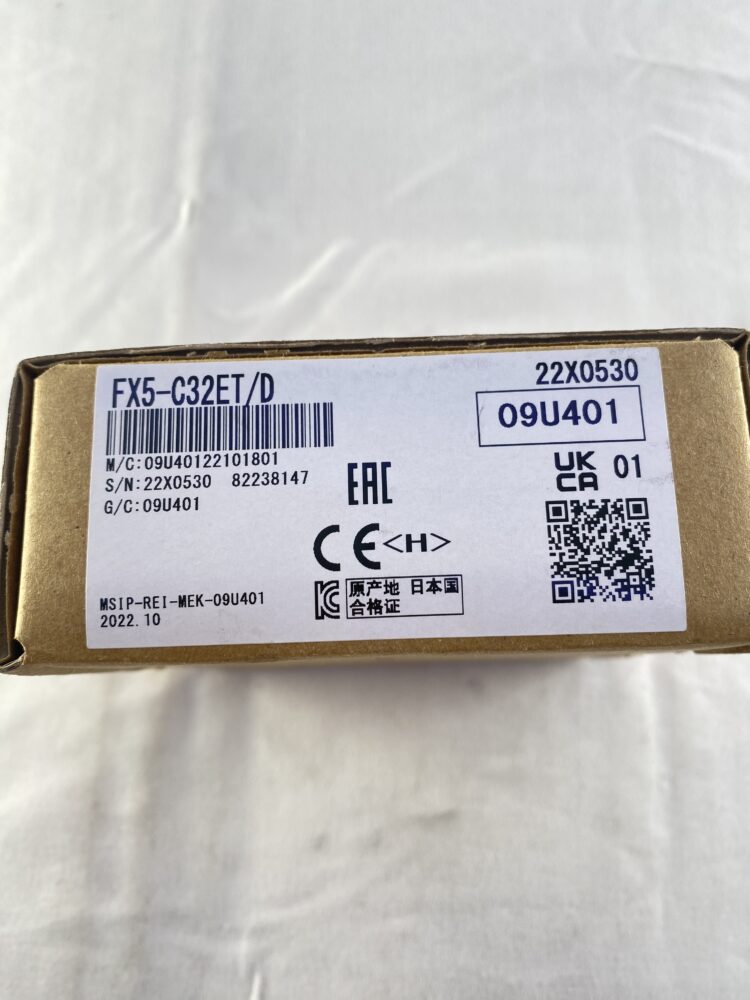 FX5-C32ET/D
22X0530
09U401
M/C:09U40122101801
S/N:22X0530 82238147
G/C:09U401
EAC
UK CA 01
CE <H>
KC
原产地 日本国
合格证
MSIP-REI-MEK-09U401
2022.10